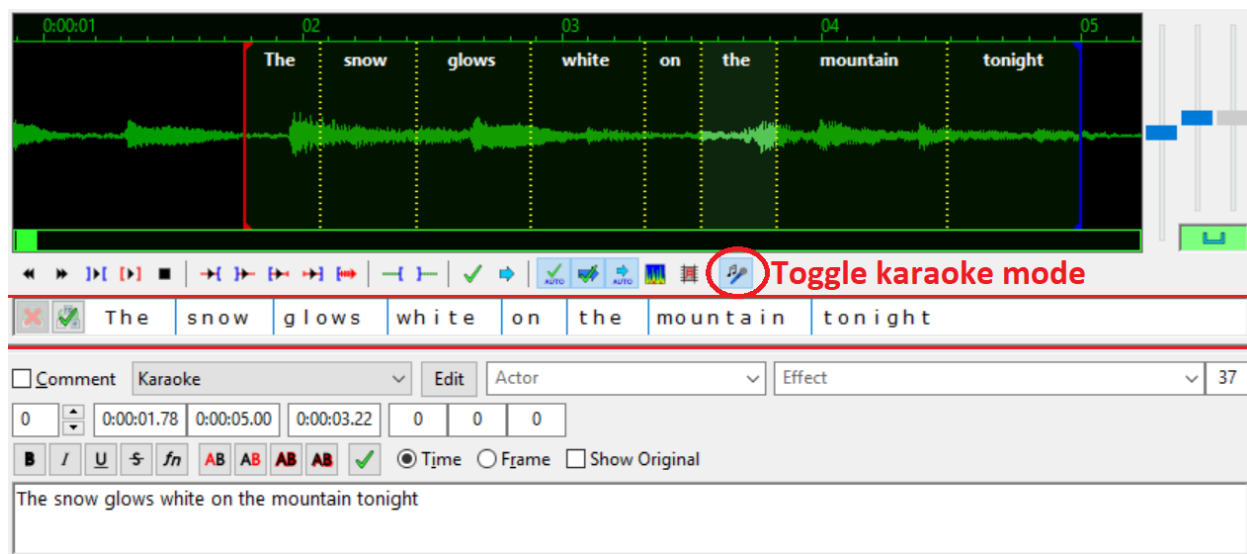 0:00:01 02 03 04 05
The snow glows white on the mountain tonight
AUTO AUTO Toggle karaoke mode
The snow glows white on the mountain tonight
Comment Karaoke Edit Actor Effect 37
0 0:00:01.78 0:00:05.00 0:00:03.22 0 0 0
B I U S fn AB AB AB AB Time Frame Show Original
The snow glows white on the mountain tonight